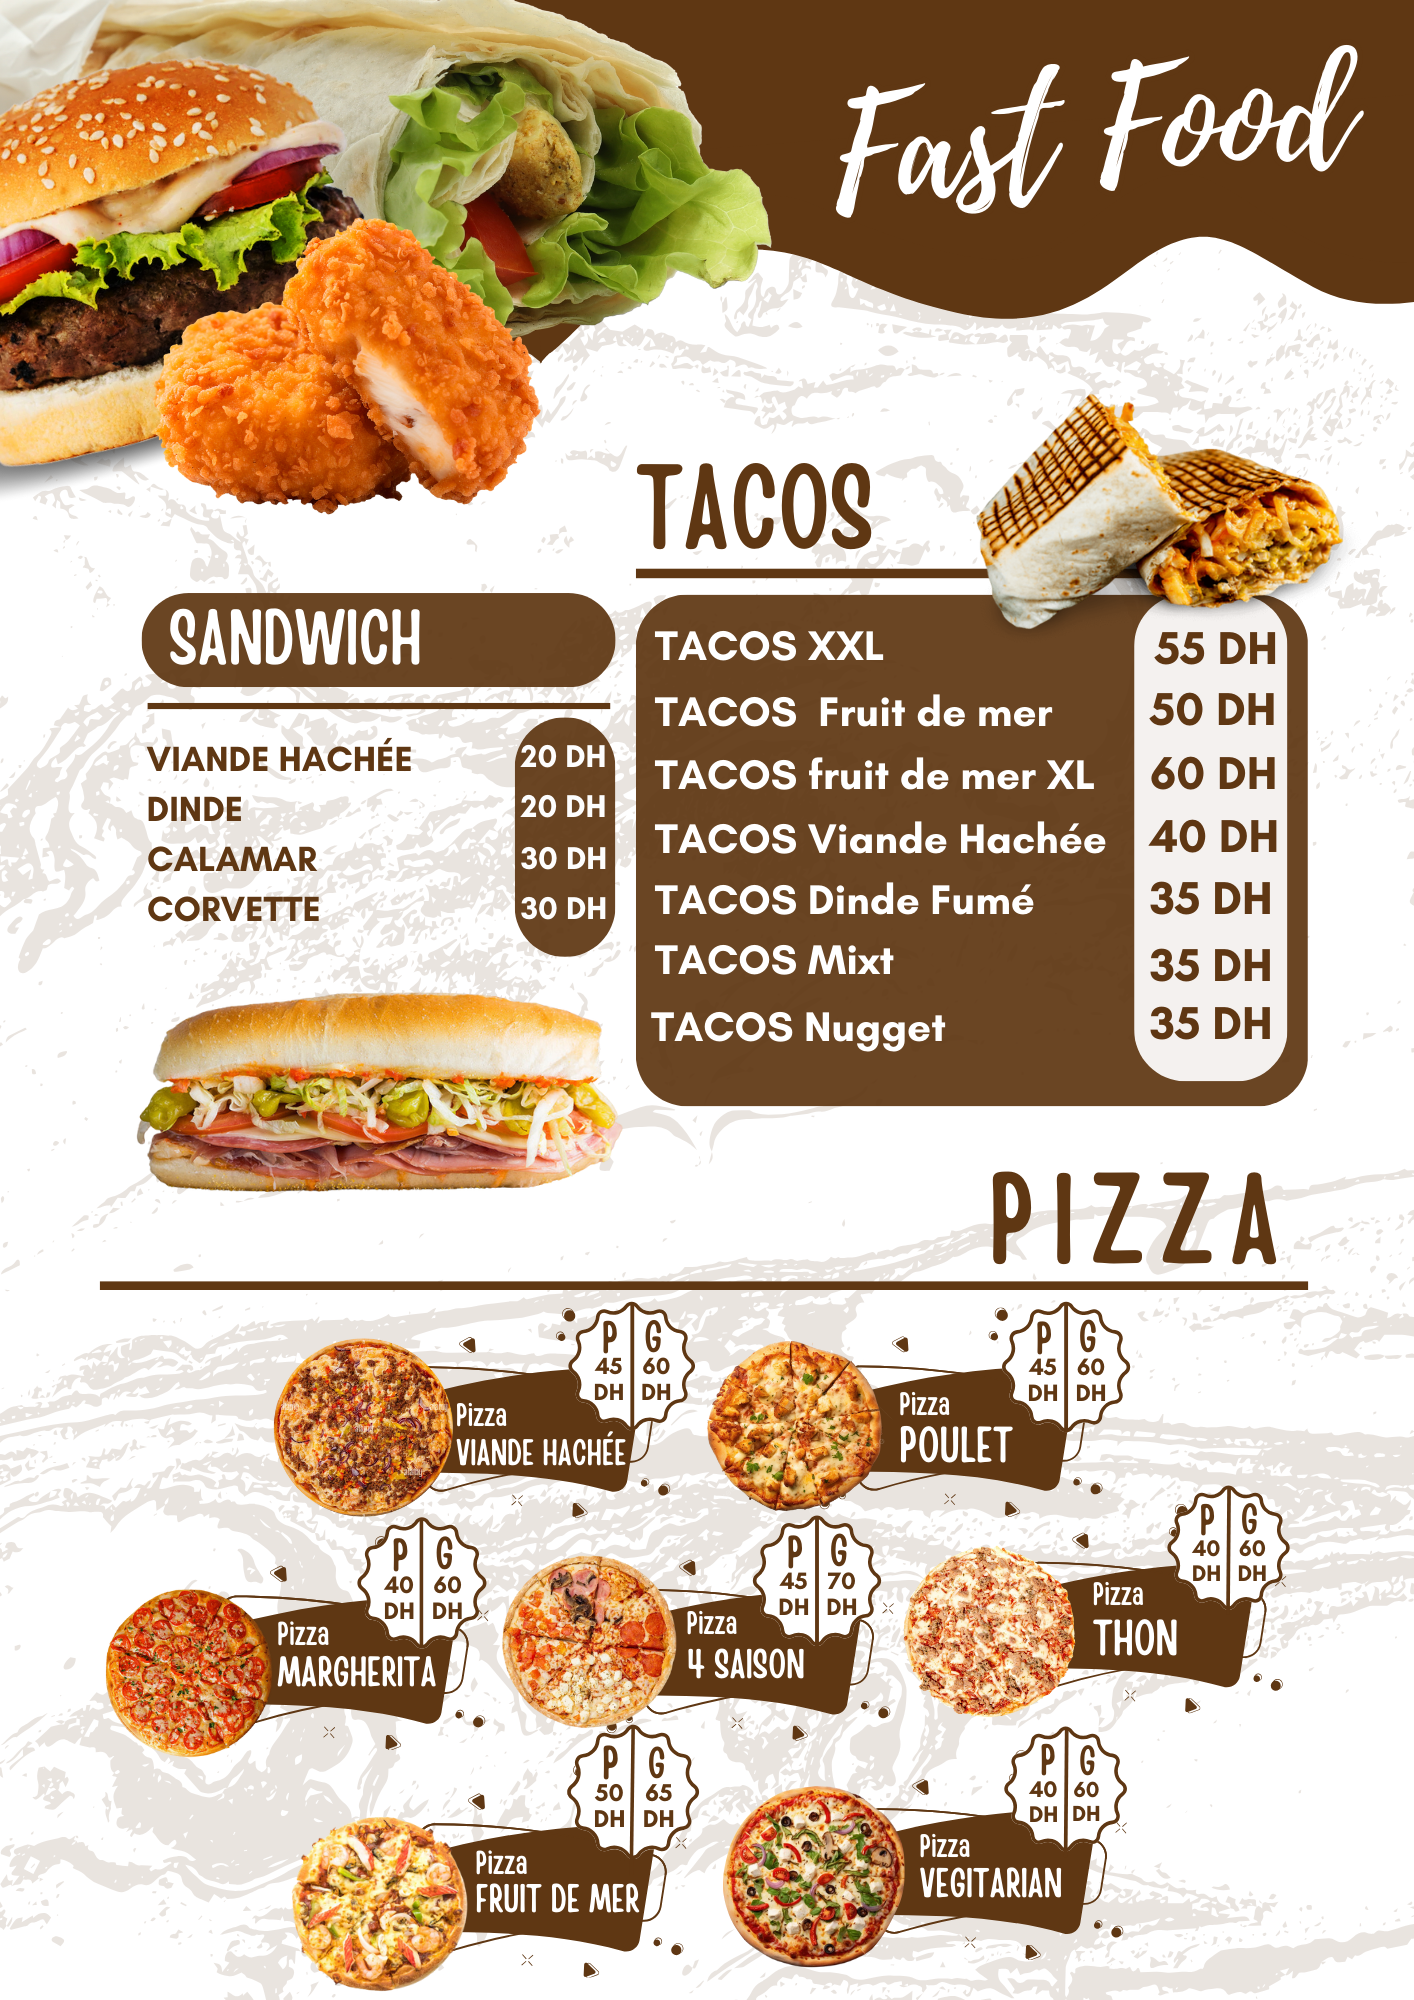 Fast Food
TACOS
SANDWICH
VIANDE HACHÉE 20 DH
DINDE 20 DH
CALAMAR 30 DH
CORVETTE 30 DH
TACOS XXL 55 DH
TACOS Fruit de mer 50 DH
TACOS fruit de mer XL 60 DH
TACOS Viande Hachée 40 DH
TACOS Dinde Fumé 35 DH
TACOS Mixt 35 DH
TACOS Nugget 35 DH
PIZZA
P G
45 60
DH DH
Pizza
VIANDE HACHÉE
P G
45 60
DH DH
Pizza
POULET
P G
40 60
DH DH
Pizza
MARGHERITA
P G
45 70
DH DH
Pizza
4 SAISON
P G
40 60
DH DH
Pizza
THON
P G
50 65
DH DH
Pizza
FRUIT DE MER
P G
40 60
DH DH
Pizza
VEGITARIAN